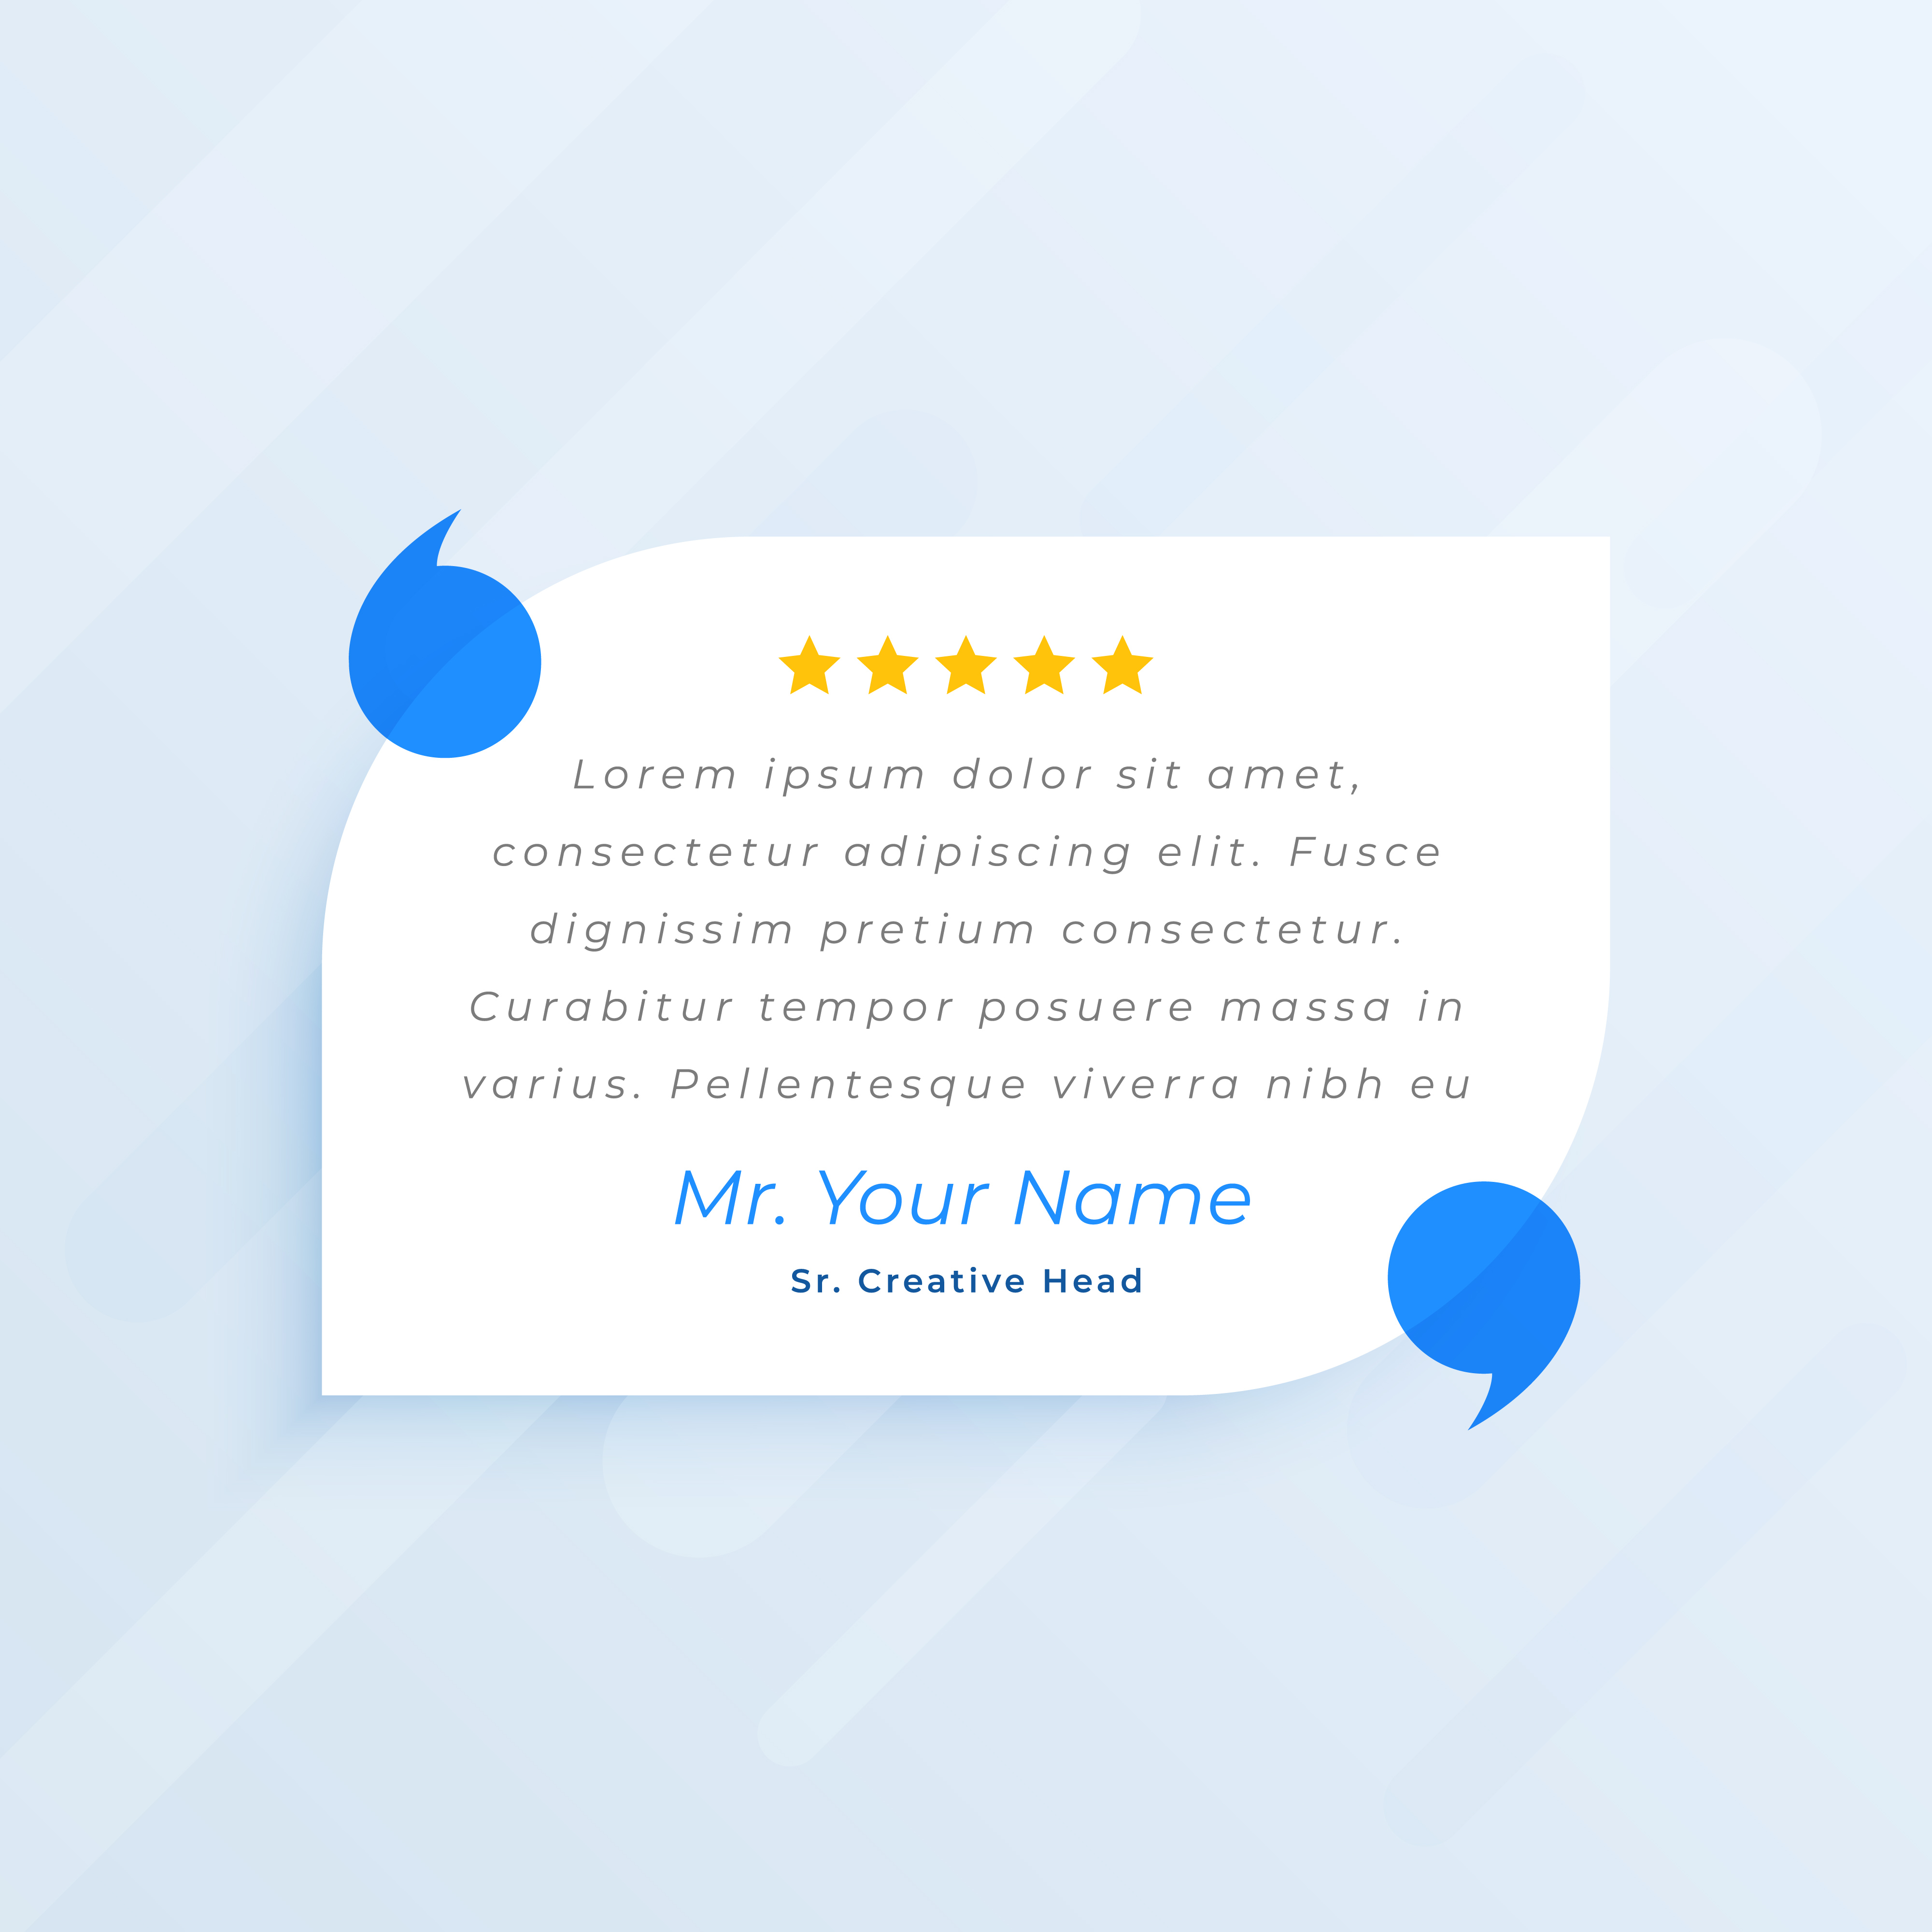 Lorem ipsum dolor sit amet,
consectetur adipiscing elit. Fusce
dignissim pretium consectetur.
Curabitur tempor posuere massa in
varius. Pellentesque viverra nibh eu
Mr. Your Name
Sr. Creative Head